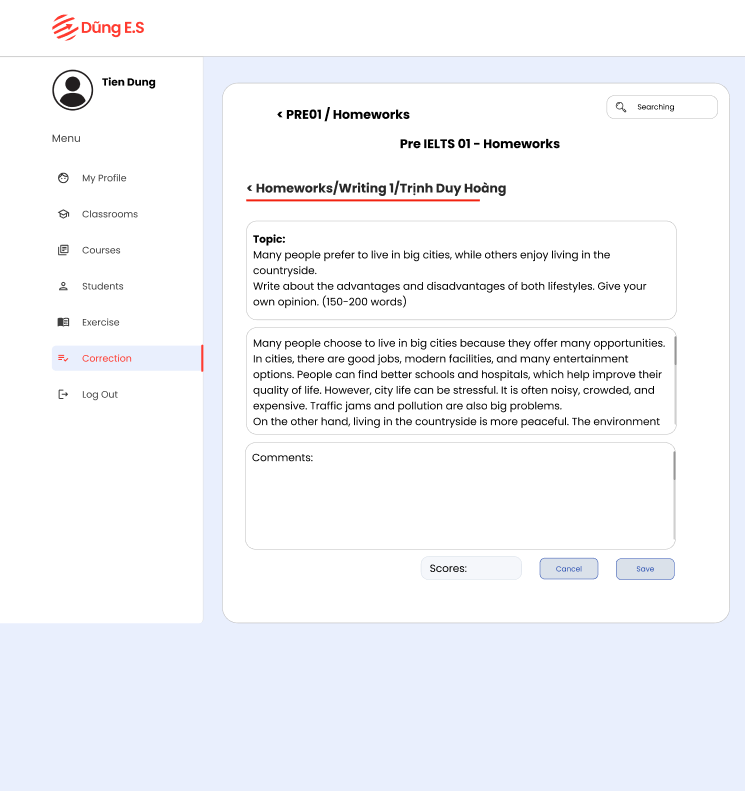 Dũng E.S
Tien Dung
Menu
My Profile
Classrooms
Courses
Students
Exercise
Correction
Log Out
< PRE01 / Homeworks
Searching
Pre IELTS 01 - Homeworks
< Homeworks/Writing 1/Trịnh Duy Hoàng
Topic:
Many people prefer to live in big cities, while others enjoy living in the
countryside.
Write about the advantages and disadvantages of both lifestyles. Give your
own opinion. (150-200 words)
Many people choose to live in big cities because they offer many opportunities.
In cities, there are good jobs, modern facilities, and many entertainment
options. People can find better schools and hospitals, which help improve their
quality of life. However, city life can be stressful. It is often noisy, crowded, and
expensive. Traffic jams and pollution are also big problems.
On the other hand, living in the countryside is more peaceful. The environment
Comments:
Scores:
Cancel
Save